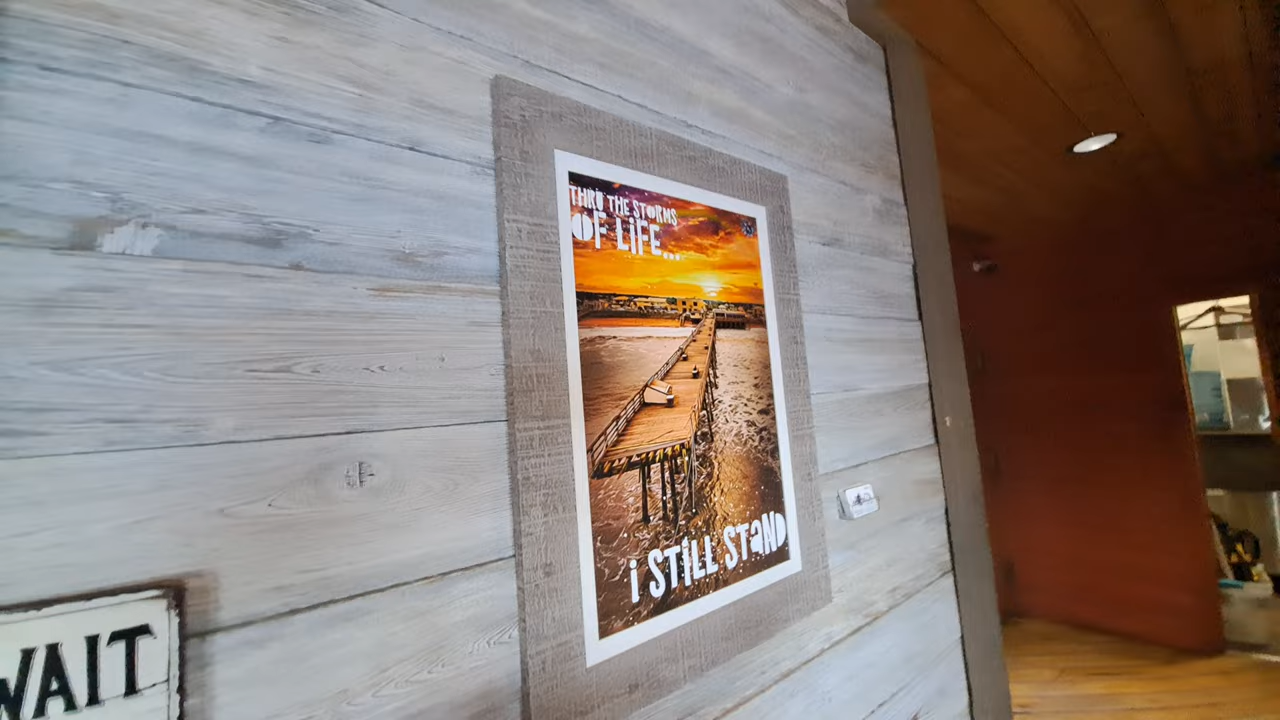 THRU THE STORMS
OF LiFE...
i STiLL STAND
WAIT